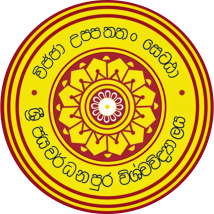 විජ්ජා උප්පතතං සෙට්ඨා
ශ්‍රී ජයවර්ධනපුර විශ්වවිද්‍යාලය